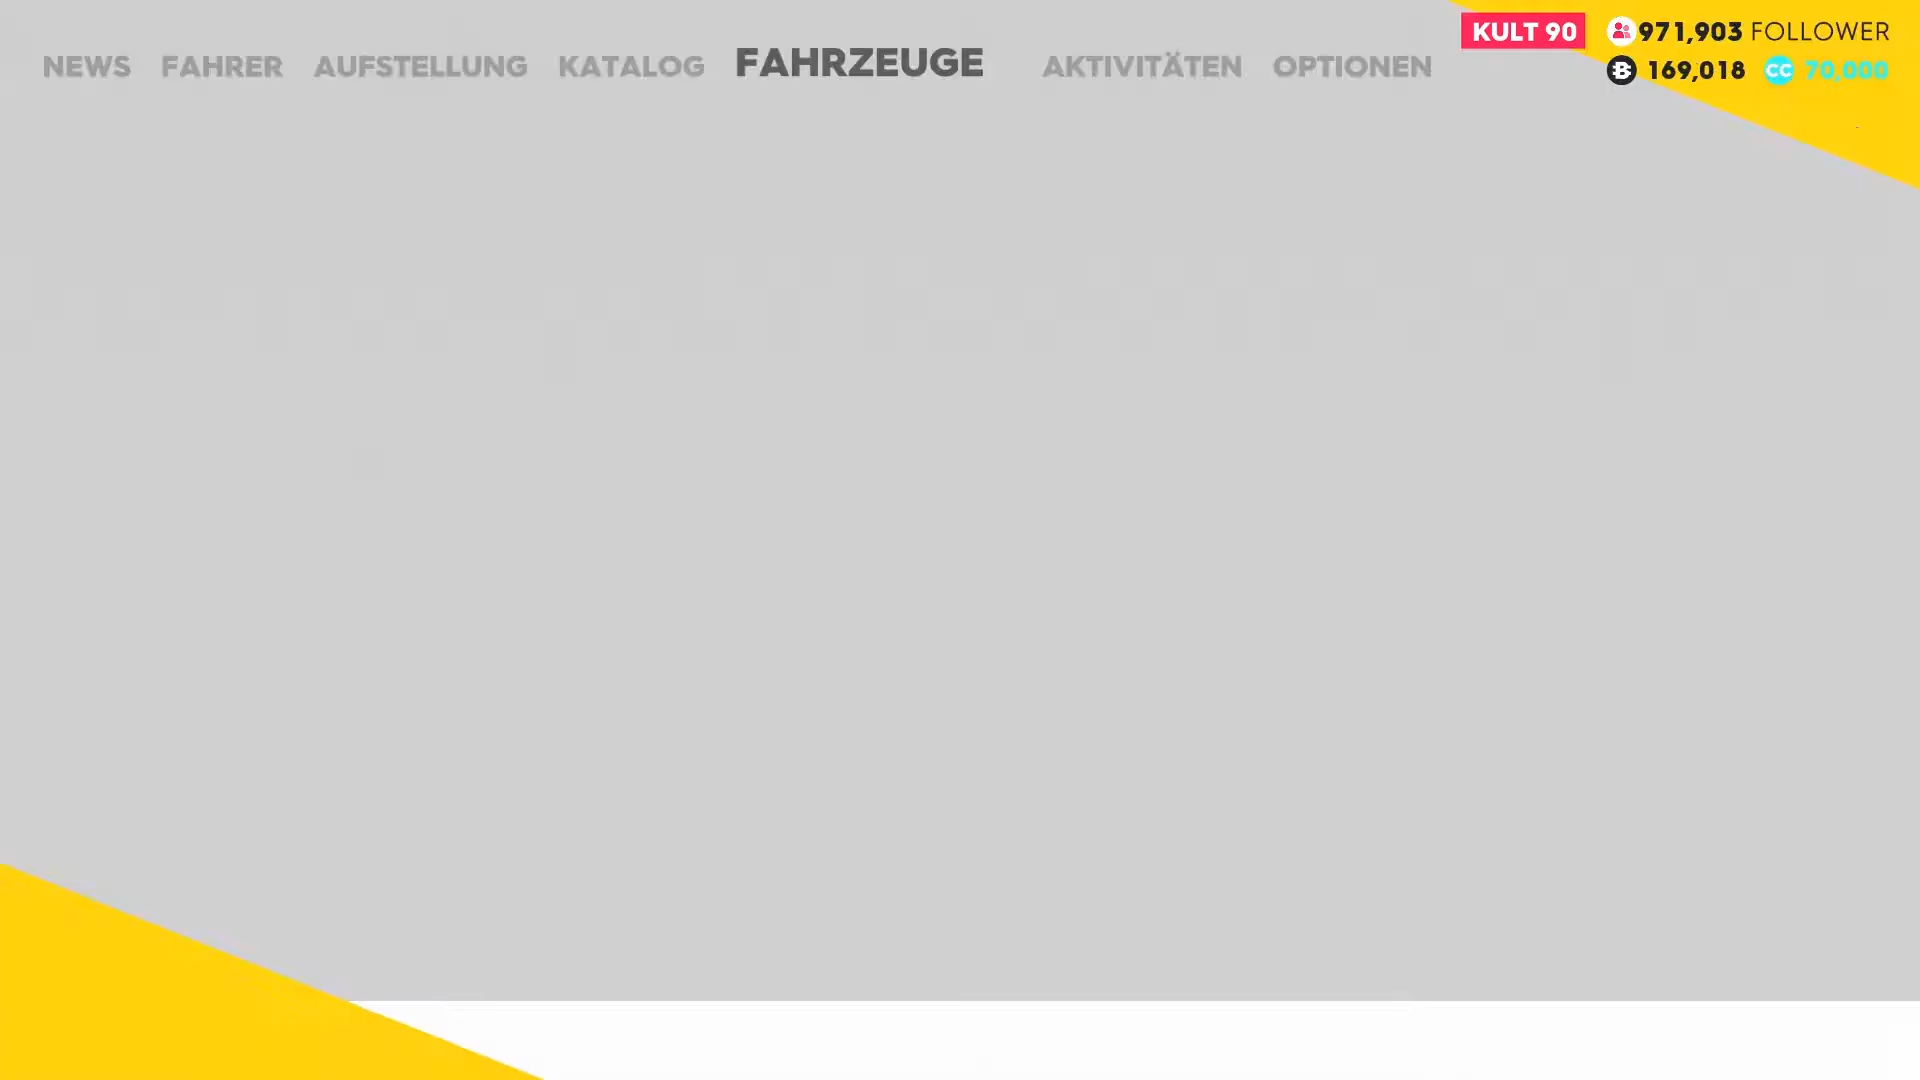 NEWS FAHRER AUFSTELLUNG KATALOG FAHRZEUGE AKTIVITÄTEN OPTIONEN
KULT 90 971,903 FOLLOWER
169,018 CC 70,000